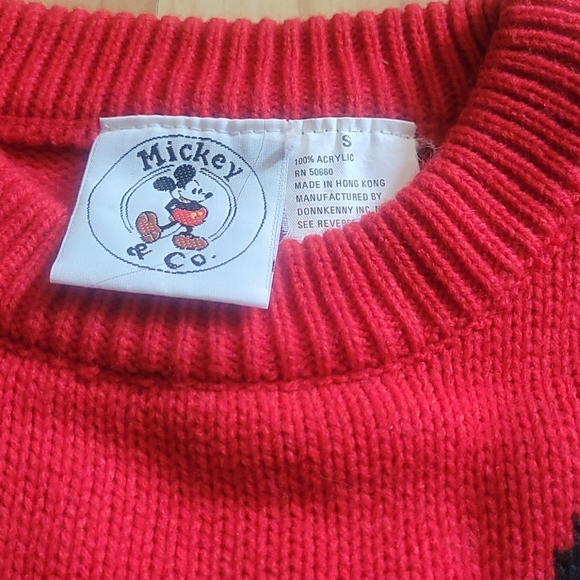 Mickey
& Co.
S
100% ACRYLIC
RN 50660
MADE IN HONG KONG
MANUFACTURED BY
DONNKENNY INC.
SEE REVERSE